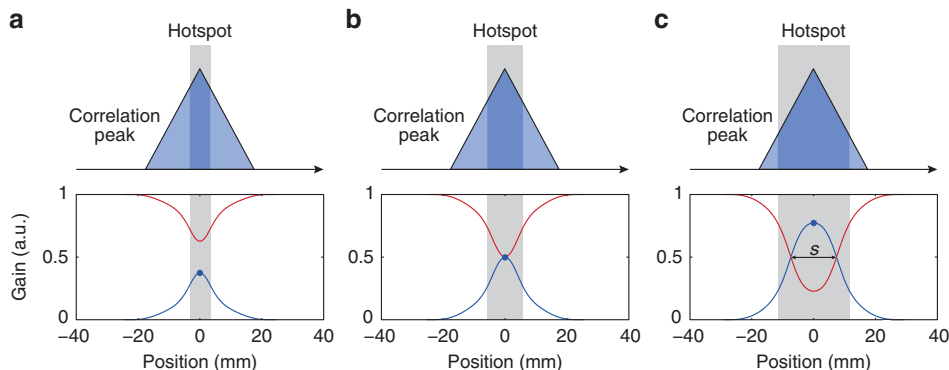 a
Hotspot
Correlation
peak
b
Hotspot
Correlation
peak
c
Hotspot
Correlation
peak
Gain (a.u.)
1
0.5
0
−40 −20 0 20 40
Position (mm)
1
0.5
0
−40 −20 0 20 40
Position (mm)
1
0.5
0
S
−40 −20 0 20 40
Position (mm)